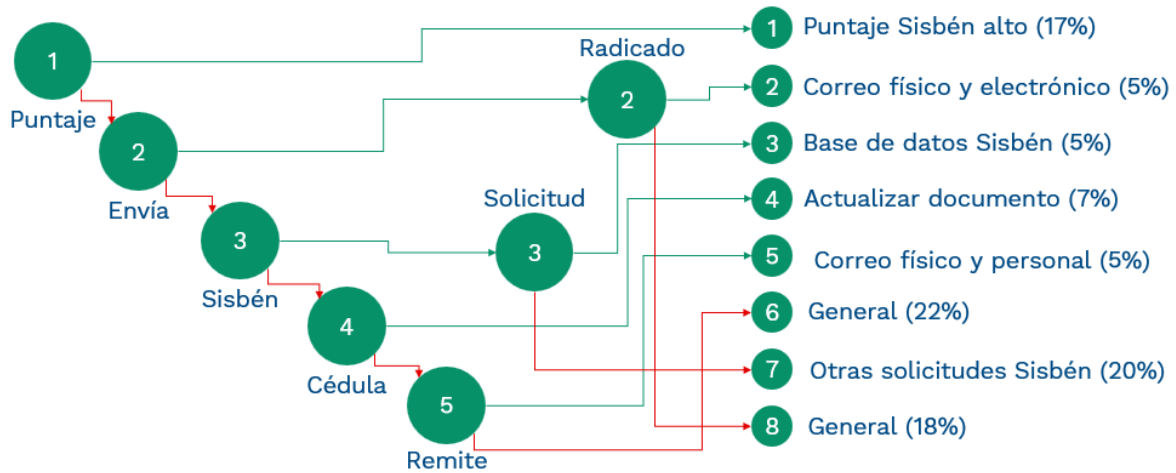 1
Puntaje
2
Envía
3
Sisbén
4
Cédula
5
Remite
Radicado
2
Solicitud
3
1 Puntaje Sisbén alto (17%)
2 Correo físico y electrónico (5%)
3 Base de datos Sisbén (5%)
4 Actualizar documento (7%)
5 Correo físico y personal (5%)
6 General (22%)
7 Otras solicitudes Sisbén (20%)
8 General (18%)